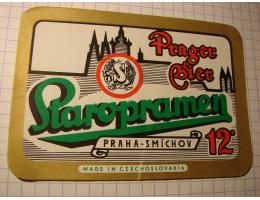 Prager
Bier
Staropramen
PRAHA-SMÍCHOV
12°
MADE IN CZECHOSLOVAKIA